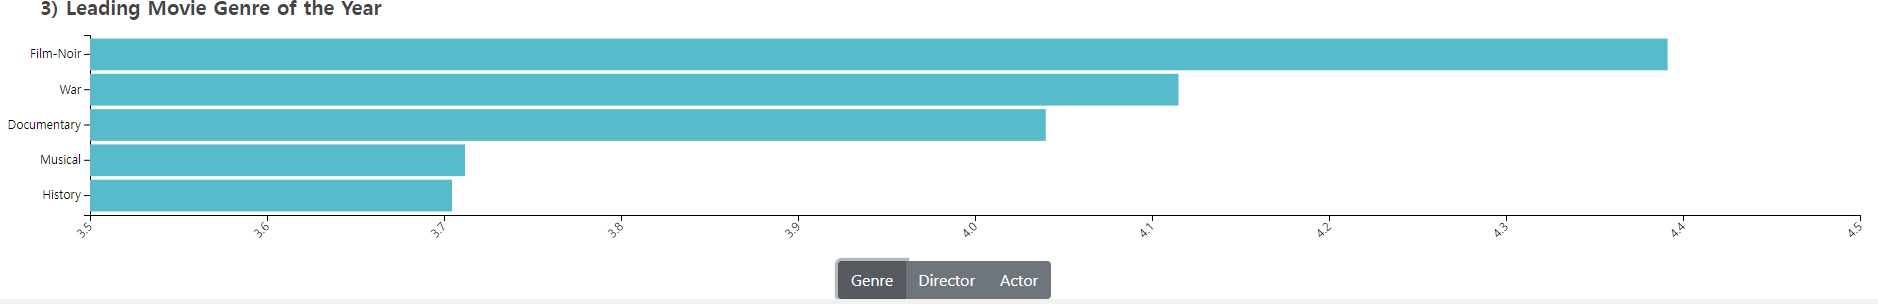 3) Leading Movie Genre of the Year
Film-Noir
War
Documentary
Musical
History
3.5 3.6 3.7 3.8 3.9 4.0 4.1 4.2 4.3 4.4 4.5
Genre Director Actor